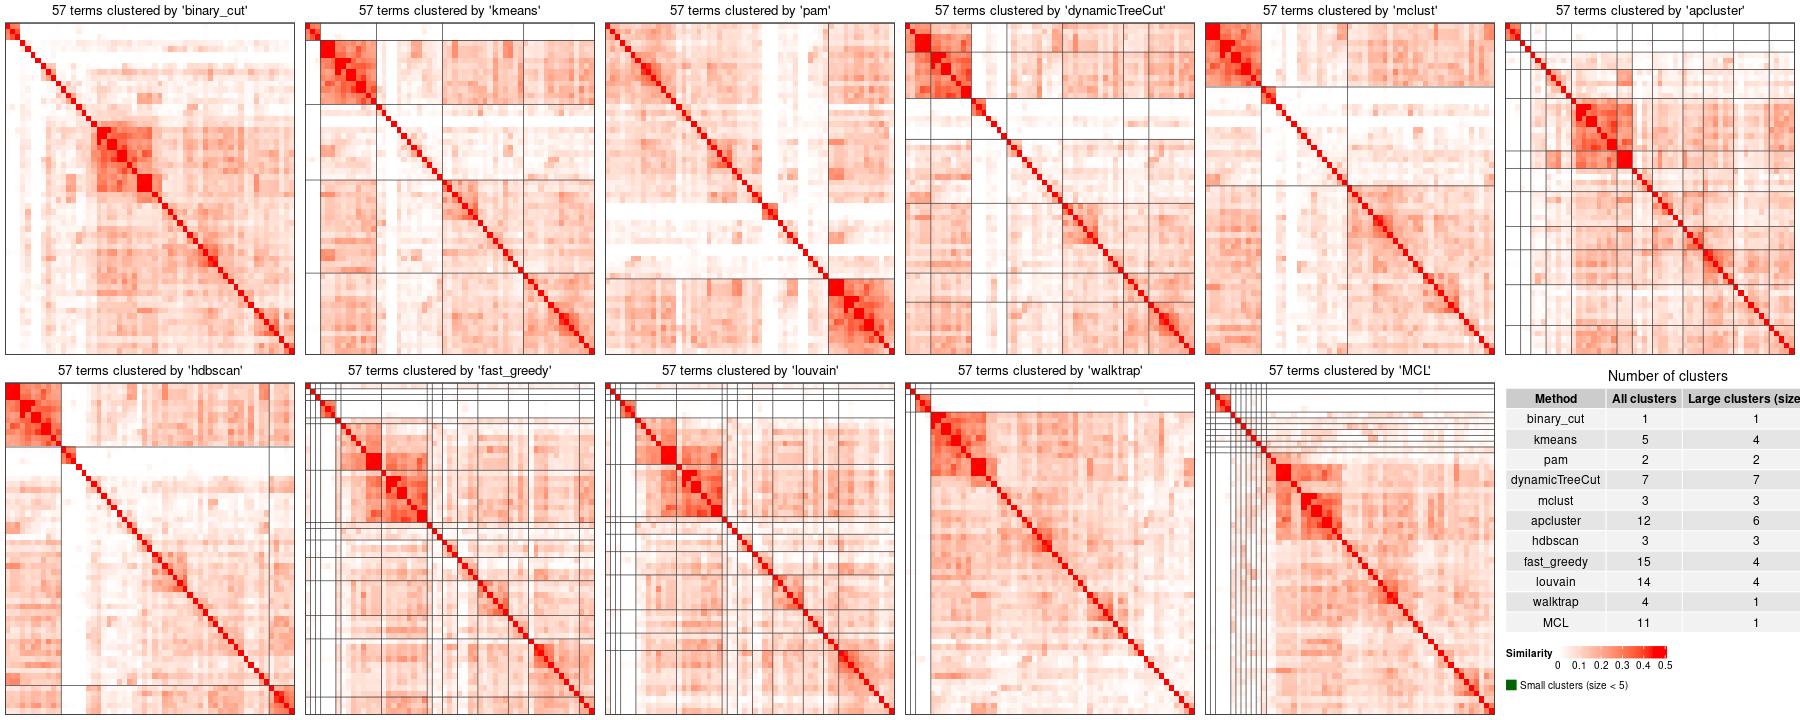 57 terms clustered by 'binary_cut'
57 terms clustered by 'kmeans'
57 terms clustered by 'pam'
57 terms clustered by 'dynamicTreeCut'
57 terms clustered by 'mclust'
57 terms clustered by 'apcluster'
57 terms clustered by 'hdbscan'
57 terms clustered by 'fast_greedy'
57 terms clustered by 'louvain'
57 terms clustered by 'walktrap'
57 terms clustered by 'MCL'
Number of clusters
Method All clusters Large clusters (size
binary_cut 1 1
kmeans 5 4
pam 2 2
dynamicTreeCut 7 7
mclust 3 3
apcluster 12 6
hdbscan 3 3
fast_greedy 15 4
louvain 14 4
walktrap 4 1
MCL 11 1
Similarity
0 0.1 0.2 0.3 0.4 0.5
Small clusters (size < 5)